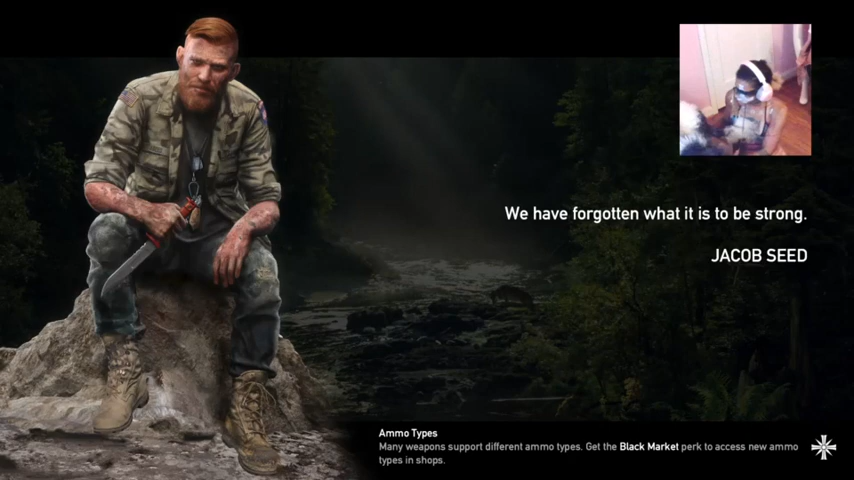 We have forgotten what it is to be strong.
JACOB SEED
Ammo Types
Many weapons support different ammo types. Get the Black Market perk to access new ammo
types in shops.